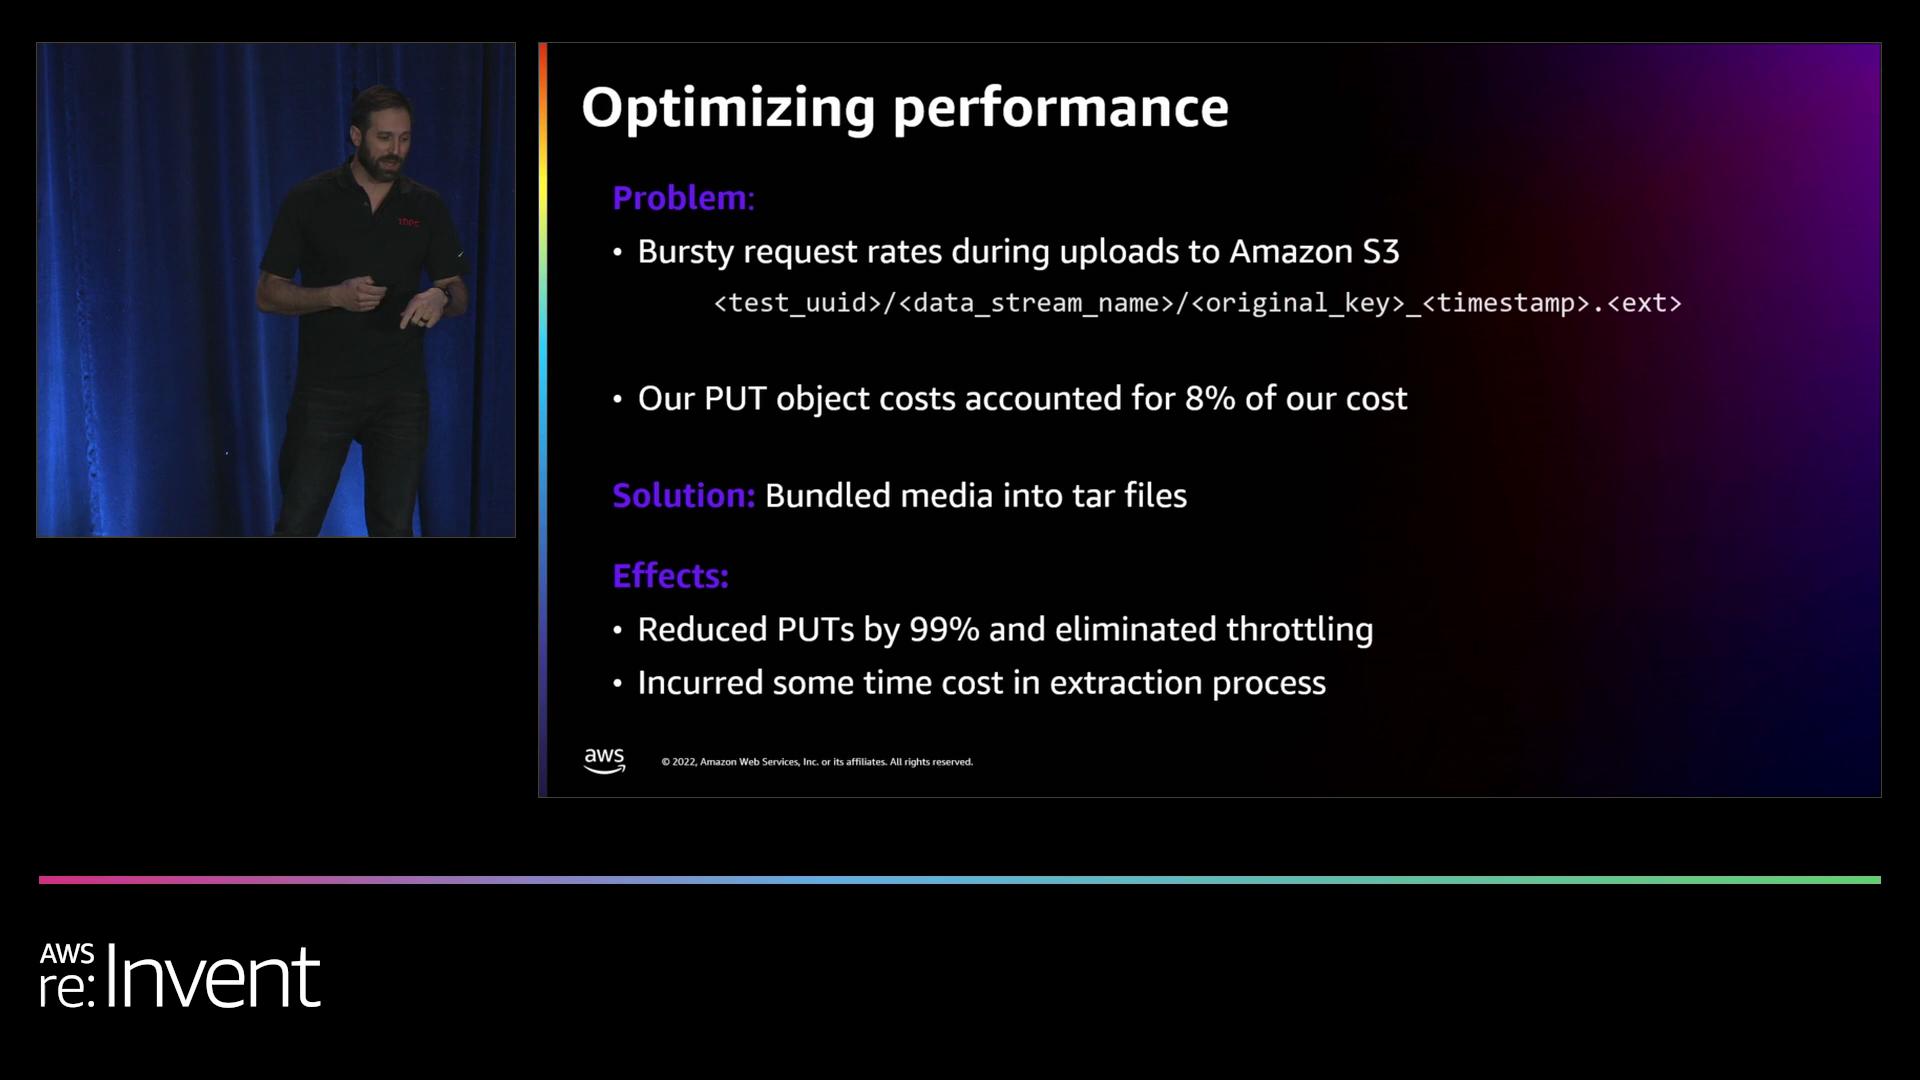 Optimizing performance
Problem:
• Bursty request rates during uploads to Amazon S3
<test_uuid>/<data_stream_name>/<original_key>_<timestamp>.<ext>
• Our PUT object costs accounted for 8% of our cost
Solution: Bundled media into tar files
Effects:
• Reduced PUTs by 99% and eliminated throttling
• Incurred some time cost in extraction process
aws
© 2022, Amazon Web Services, Inc. or its affiliates. All rights reserved.
AWS
re:Invent